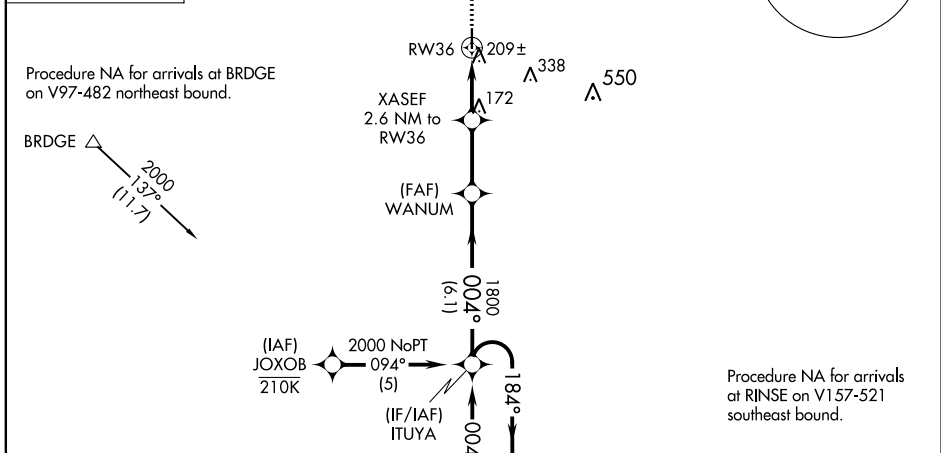 RW36
209±
338
550
Procedure NA for arrivals at BRDGE
on V97-482 northeast bound.
172
XASEF
2.6 NM to
RW36
BRDGE
2000
137°
(11.7)
(FAF)
WANUM
1800
004°
(6.1)
(IAF)
JOXOB
210K
2000 NoPT
094°
(5)
184°
(IF/IAF)
ITUYA
004
Procedure NA for arrivals
at RINSE on V157-521
southeast bound.